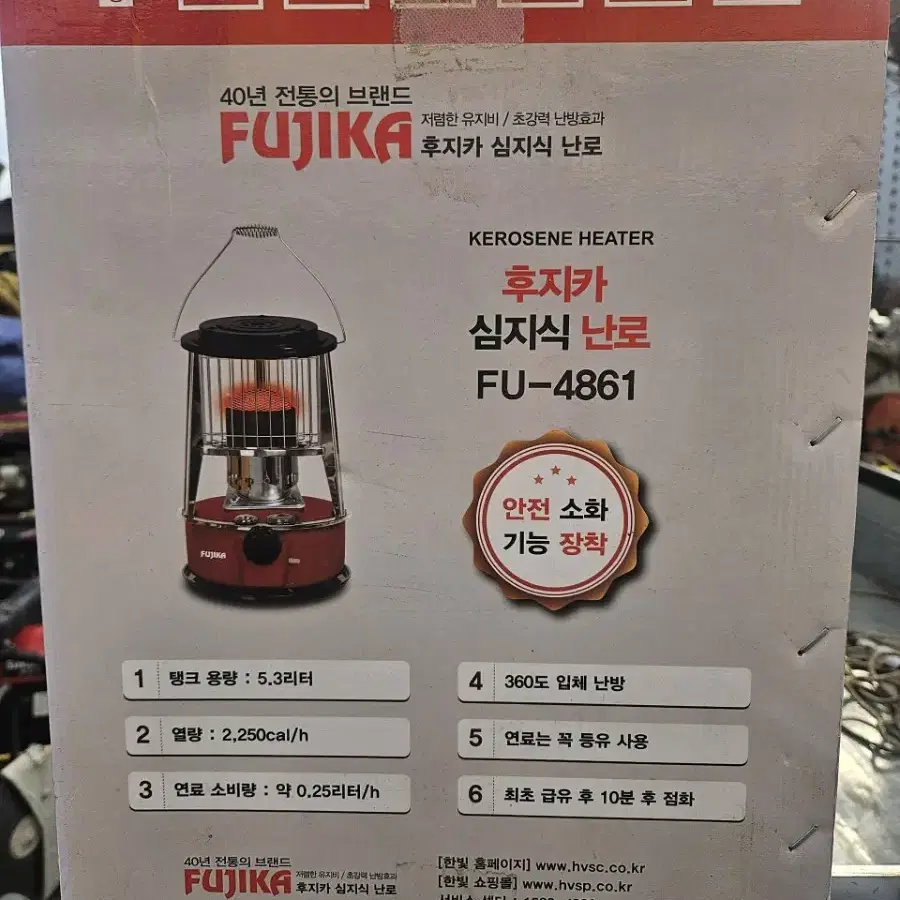 40년 전통의 브랜드
FUJIKA
저렴한 유지비 / 초강력 난방효과
후지카 심지식 난로
KEROSENE HEATER
후지카
심지식 난로
FU-4861
안전 소화
기능 장착
FUJIKA
1 탱크 용량 : 5.3리터
2 열량 : 2,250cal/h
3 연료 소비량 : 약 0.25리터/h
4 360도 입체 난방
5 연료는 꼭 등유 사용
6 최초 급유 후 10분 후 점화
40년 전통의 브랜드
FUJIKA
저렴한 유지비 / 초강력 난방효과
후지카 심지식 난로
[한빛 홈페이지] www.hvsc.co.kr
[한빛 쇼핑몰] www.hvsp.co.kr